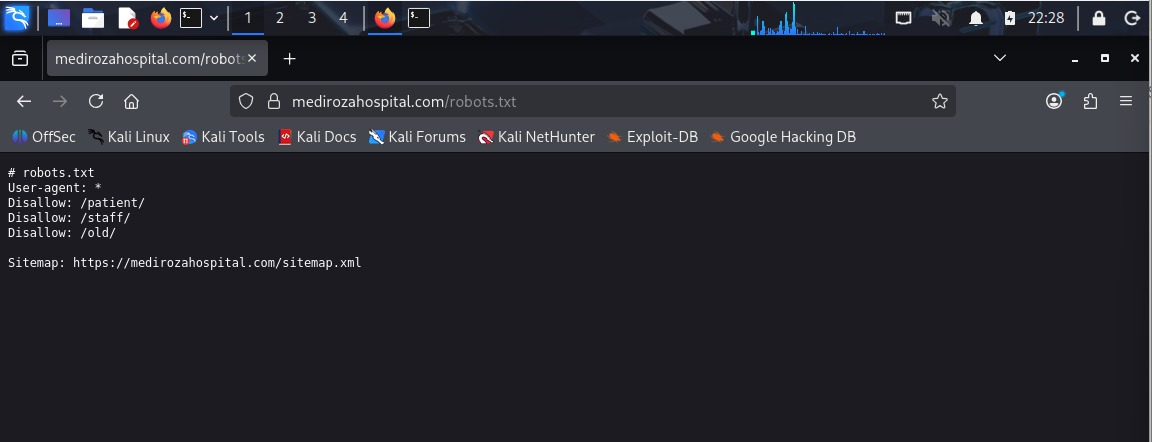 1 2 3 4 22:28
medirozahospital.com/robots
medirozahospital.com/robots.txt
OffSec Kali Linux Kali Tools Kali Docs Kali Forums Kali NetHunter Exploit-DB Google Hacking DB
# robots.txt
User-agent: *
Disallow: /patient/
Disallow: /staff/
Disallow: /old/
Sitemap: https://medirozahospital.com/sitemap.xml